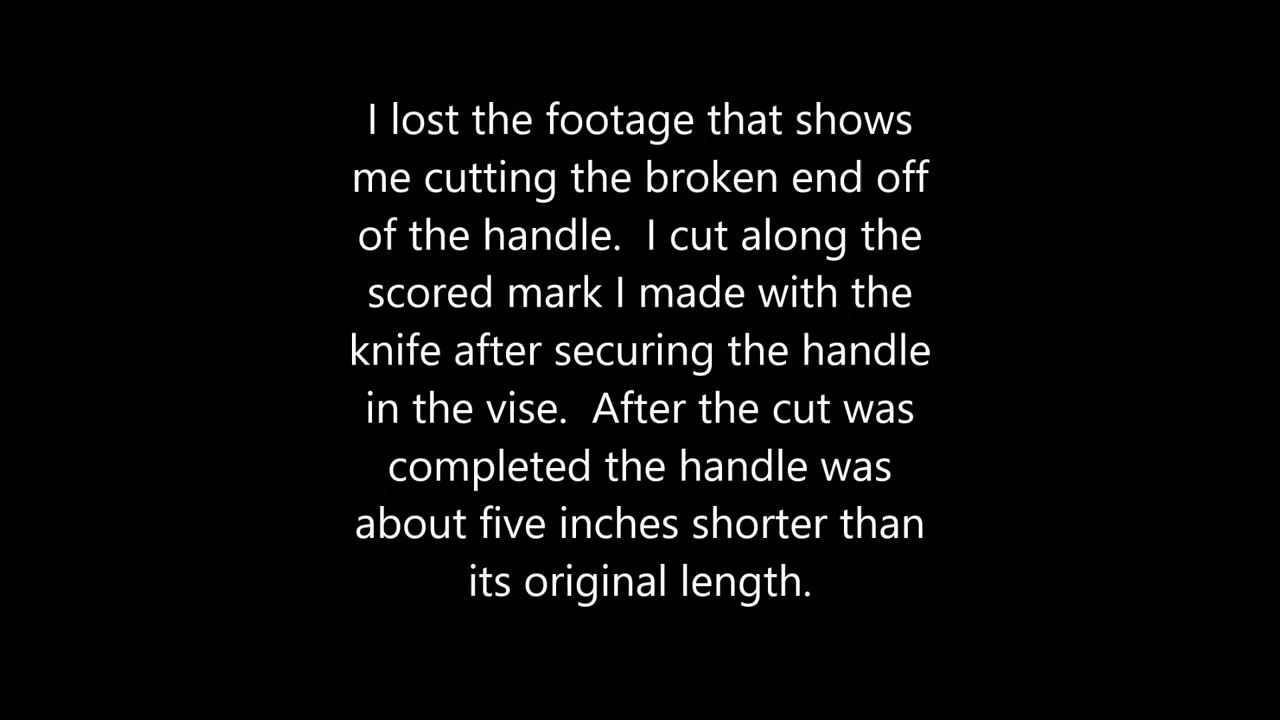 I lost the footage that shows
me cutting the broken end off
of the handle.  I cut along the
scored mark I made with the
knife after securing the handle
in the vise.  After the cut was
completed the handle was
about five inches shorter than
its original length.